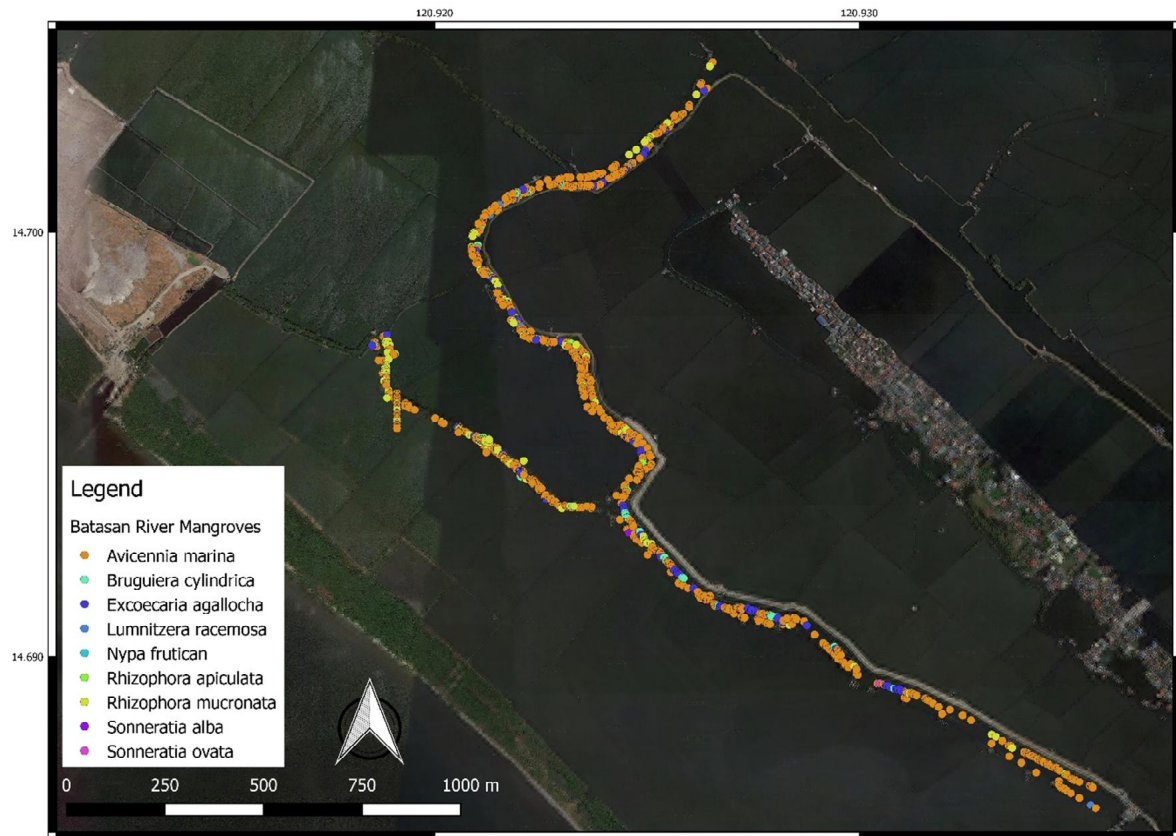 120.920 120.930
14.700
14.690
Legend
Batasan River Mangroves
Avicennia marina
Bruguiera cylindrica
Excoecaria agallocha
Lumnitzera racemosa
Nypa frutican
Rhizophora apiculata
Rhizophora mucronata
Sonneratia alba
Sonneratia ovata
0 250 500 750 1000 m